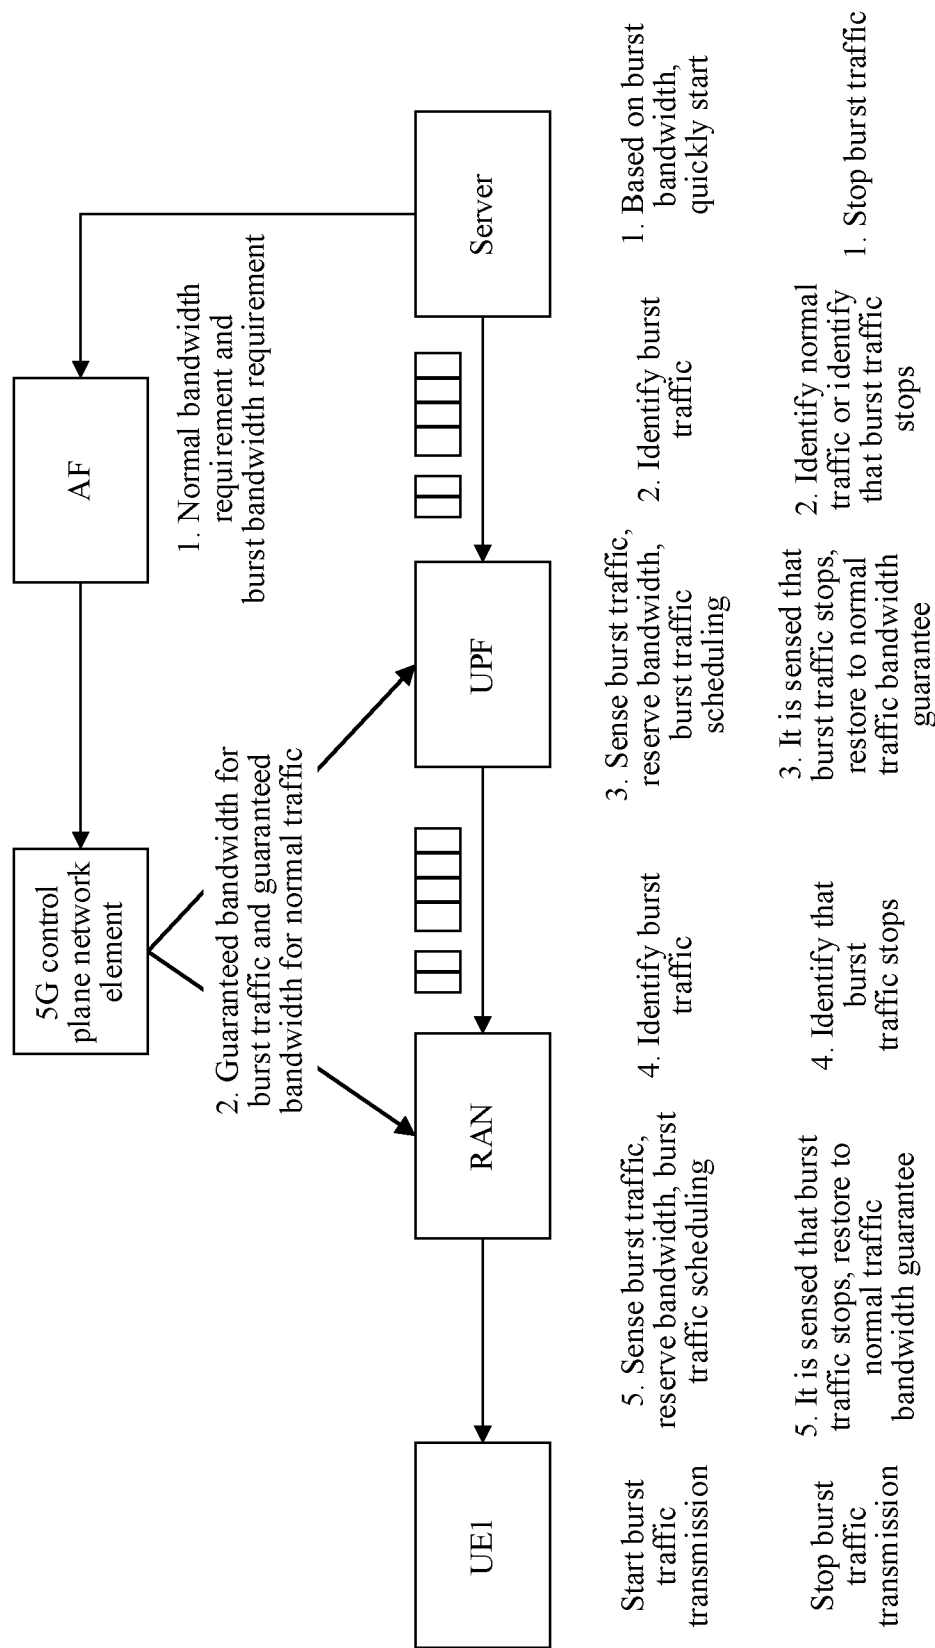 5G control
plane network
element
AF
2. Guaranteed bandwidth for
burst traffic and guaranteed
bandwidth for normal traffic
1. Normal bandwidth
requirement and
burst bandwidth requirement
UE1
RAN
UPF
Server
Start burst
traffic
transmission
5. Sense burst traffic,
reserve bandwidth, burst
traffic scheduling
4. Identify burst
traffic
3. Sense burst traffic,
reserve bandwidth,
burst traffic
scheduling
2. Identify burst
traffic
1. Based on burst
bandwidth,
quickly start
Stop burst
traffic
transmission
5. It is sensed that burst
traffic stops, restore to
normal traffic
bandwidth guarantee
4. Identify that
burst
traffic stops
3. It is sensed that
burst traffic stops,
restore to normal
traffic bandwidth
guarantee
2. Identify normal
traffic or identify
that burst traffic
stops
1. Stop burst traffic